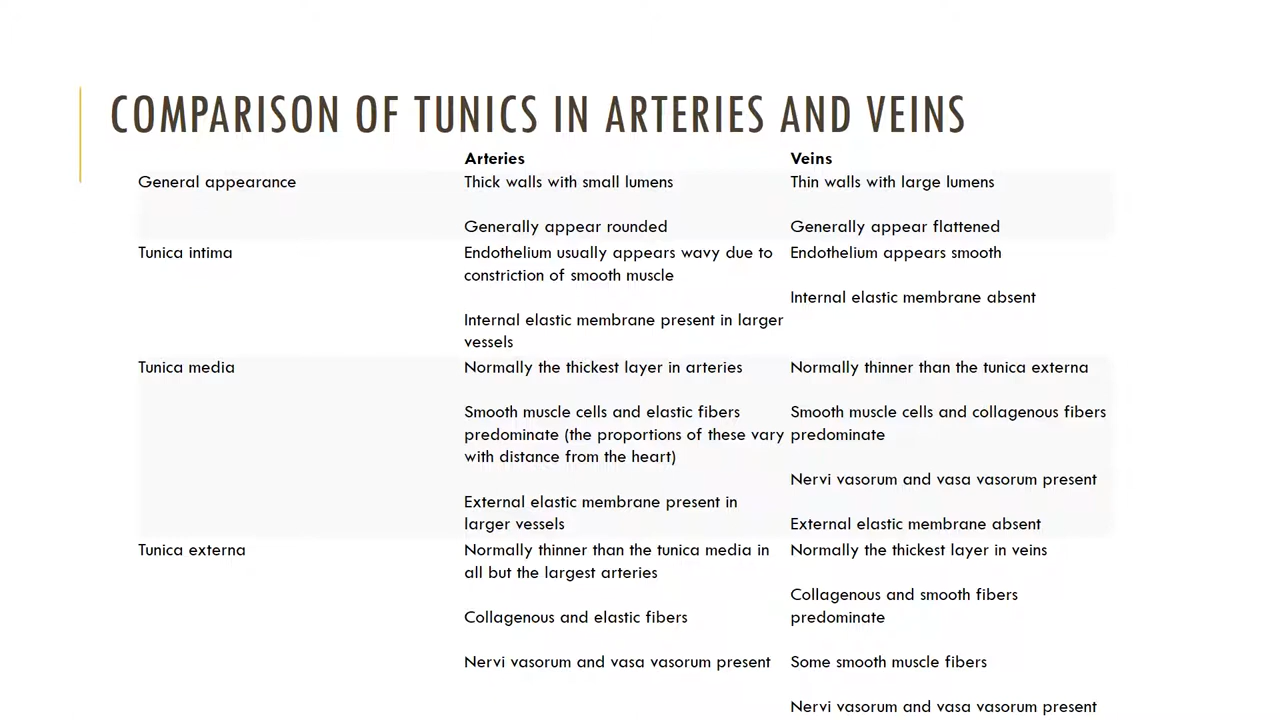 COMPARISON OF TUNICS IN ARTERIES AND VEINS
Arteries
Veins
General appearance
Thick walls with small lumens
Generally appear rounded
Thin walls with large lumens
Generally appear flattened
Tunica intima
Endothelium usually appears wavy due to
constriction of smooth muscle
Internal elastic membrane present in larger
vessels
Endothelium appears smooth
Internal elastic membrane absent
Tunica media
Normally the thickest layer in arteries
Smooth muscle cells and elastic fibers
predominate (the proportions of these vary
with distance from the heart)
External elastic membrane present in
larger vessels
Normally thinner than the tunica externa
Smooth muscle cells and collagenous fibers
predominate
Nervi vasorum and vasa vasorum present
External elastic membrane absent
Tunica externa
Normally thinner than the tunica media in
all but the largest arteries
Collagenous and elastic fibers
Nervi vasorum and vasa vasorum present
Normally the thickest layer in veins
Collagenous and smooth fibers
predominate
Some smooth muscle fibers
Nervi vasorum and vasa vasorum present